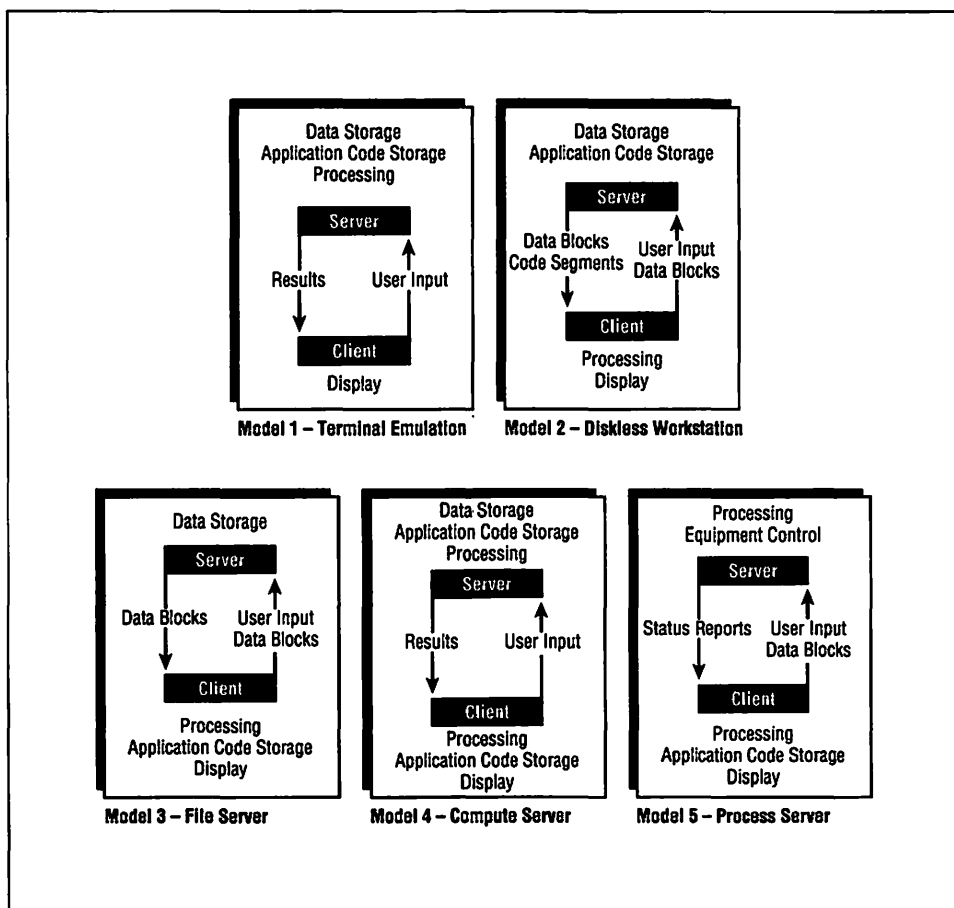 Data Storage
Application Code Storage
Processing
Server
Results
User Input
Client
Display
Model 1 – Terminal Emulation
Data Storage
Application Code Storage
Server
Data Blocks
Code Segments
User Input
Data Blocks
Client
Processing
Display
Model 2 – Diskless Workstation
Data Storage
Server
Data Blocks
User Input
Data Blocks
Client
Processing
Application Code Storage
Display
Model 3 – File Server
Data Storage
Application Code Storage
Processing
Server
Results
User Input
Client
Processing
Application Code Storage
Display
Model 4 – Compute Server
Processing
Equipment Control
Server
Status Reports
User Input
Data Blocks
Client
Processing
Application Code Storage
Display
Model 5 – Process Server